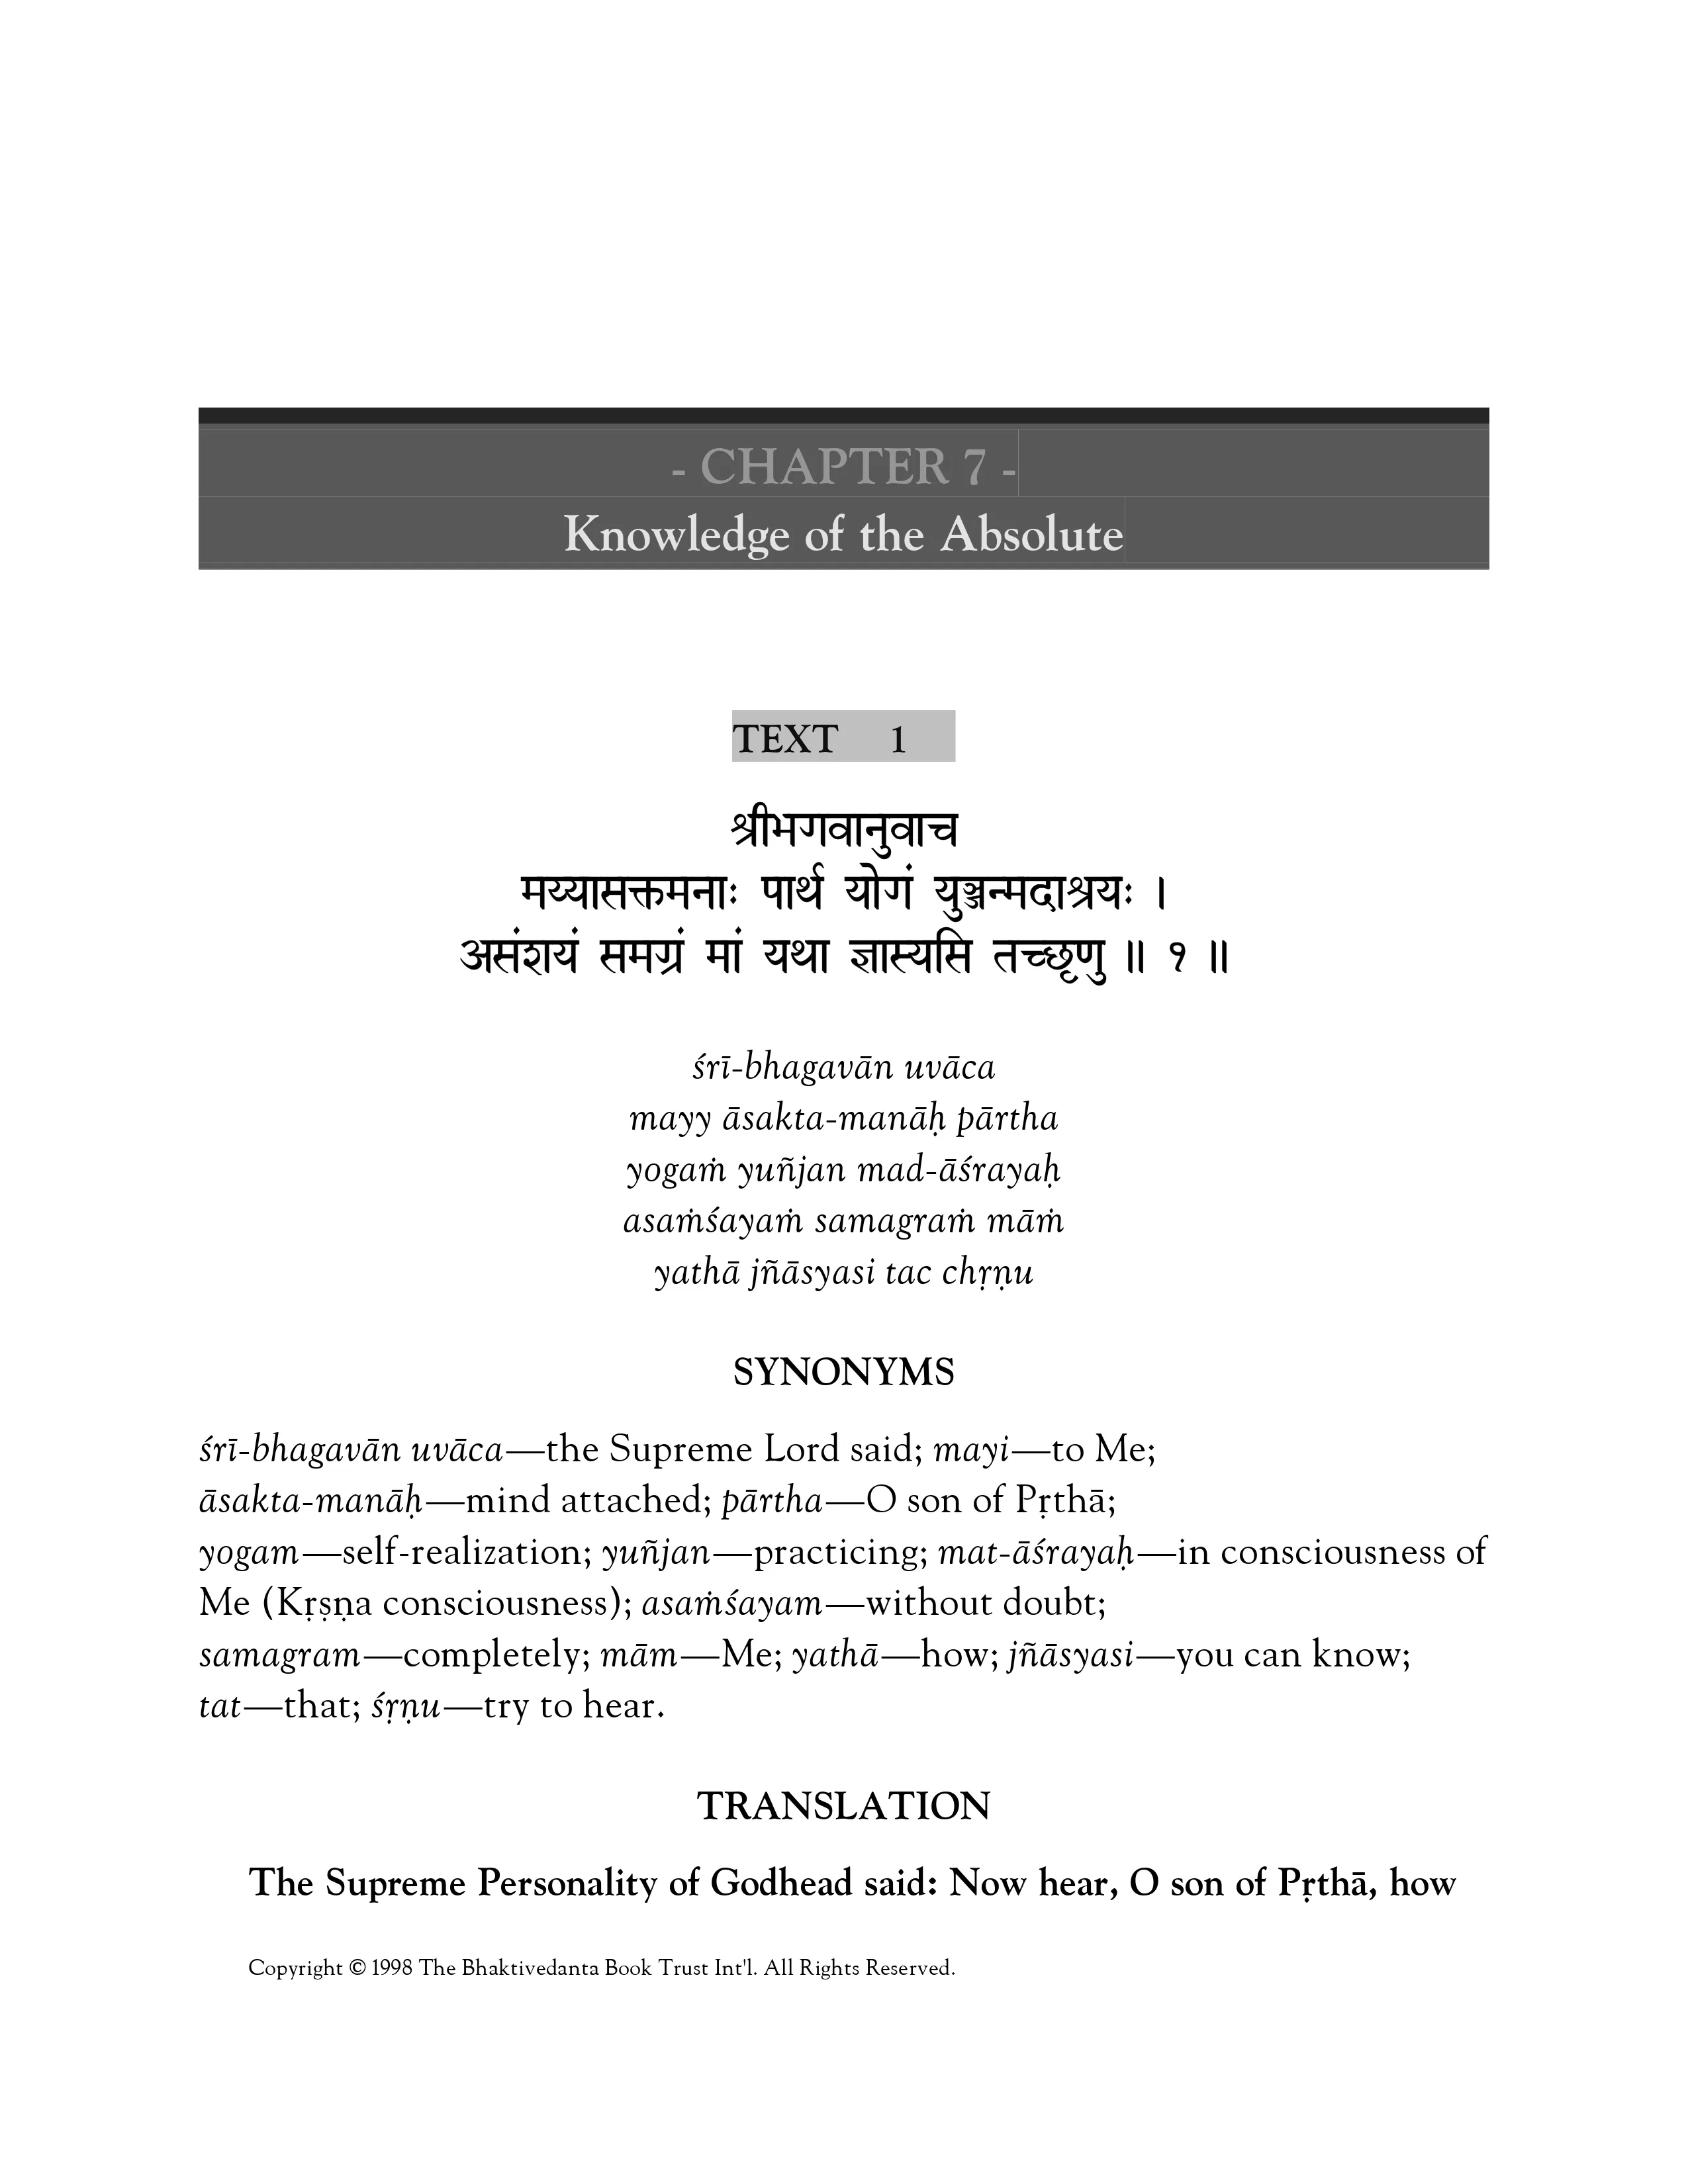 - CHAPTER 7 -
Knowledge of the Absolute
TEXT 1
श्रीभगवानुवाच
मय्यासक्तमनाः पार्थ योगं युञ्जन्मदाश्रयः ।
असंशयं समग्रं मां यथा ज्ञास्यसि तच्छृणु ॥ १ ॥
śrī-bhagavān uvāca
mayy āsakta-manāḥ pārtha
yogaṁ yuñjan mad-āśrayaḥ
asaṁśayaṁ samagraṁ māṁ
yathā jñāsyasi tac chṛṇu
SYNONYMS
śrī-bhagavān uvāca—the Supreme Lord said; mayi—to Me;
āsakta-manāḥ—mind attached; pārtha—O son of Pṛthā;
yogam—self-realization; yuñjan—practicing; mat-āśrayaḥ—in consciousness of
Me (Kṛṣṇa consciousness); asaṁśayam—without doubt;
samagram—completely; mām—Me; yathā—how; jñāsyasi—you can know;
tat—that; śṛṇu—try to hear.
TRANSLATION
The Supreme Personality of Godhead said: Now hear, O son of Pṛthā, how
Copyright © 1998 The Bhaktivedanta Book Trust Int'l. All Rights Reserved.